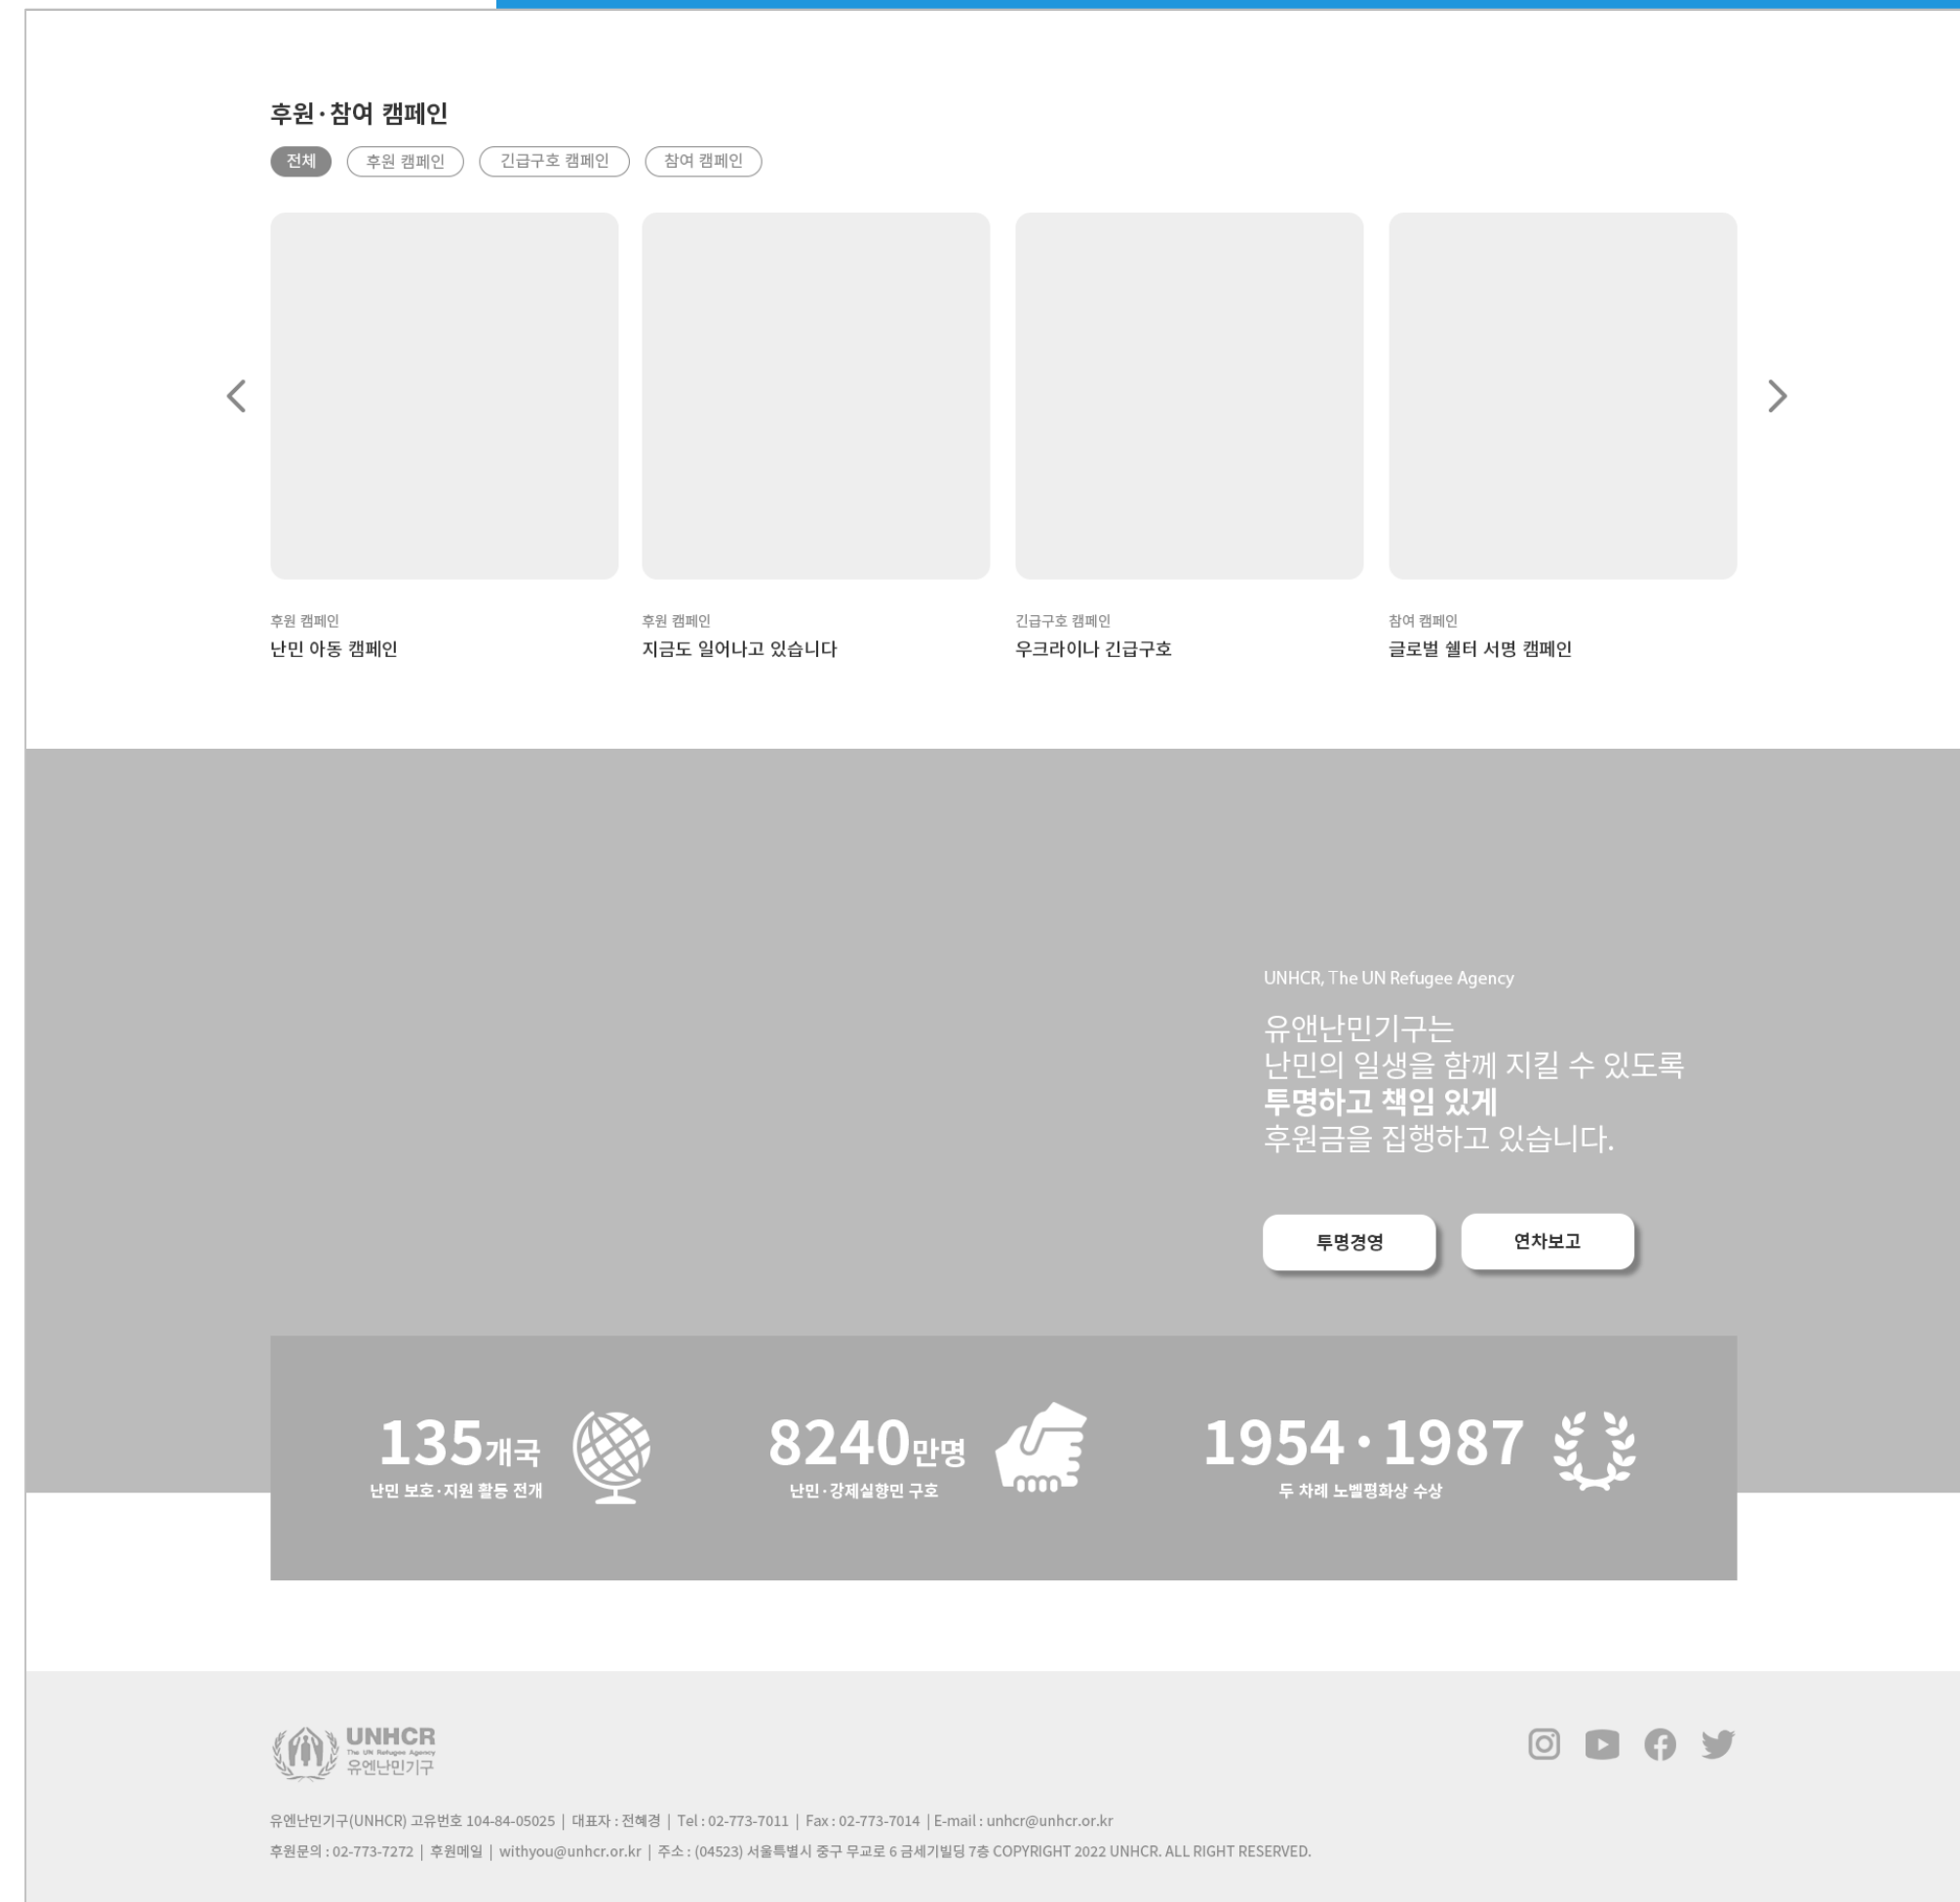 후원·참여 캠페인
전체
후원 캠페인
긴급구호 캠페인
참여 캠페인
후원 캠페인
난민 아동 캠페인
후원 캠페인
지금도 일어나고 있습니다
긴급구호 캠페인
우크라이나 긴급구호
참여 캠페인
글로벌 쉘터 서명 캠페인
UNHCR, The UN Refugee Agency
유앤난민기구는
난민의 일생을 함께 지킬 수 있도록
투명하고 책임 있게
후원금을 집행하고 있습니다.
투명경영
연차보고
135개국
난민 보호·지원 활동 전개
8240만명
난민·강제실향민 구호
1954·1987
두 차례 노벨평화상 수상
UNHCR
The UN Refugee Agency
유엔난민기구
유엔난민기구(UNHCR) 고유번호 104-84-05025 | 대표자 : 전혜경 | Tel : 02-773-7011 | Fax : 02-773-7014 | E-mail : unhcr@unhcr.or.kr
후원문의 : 02-773-7272 | 후원메일 | withyou@unhcr.or.kr | 주소 : (04523) 서울특별시 중구 무교로 6 금세기빌딩 7층 COPYRIGHT 2022 UNHCR. ALL RIGHT RESERVED.